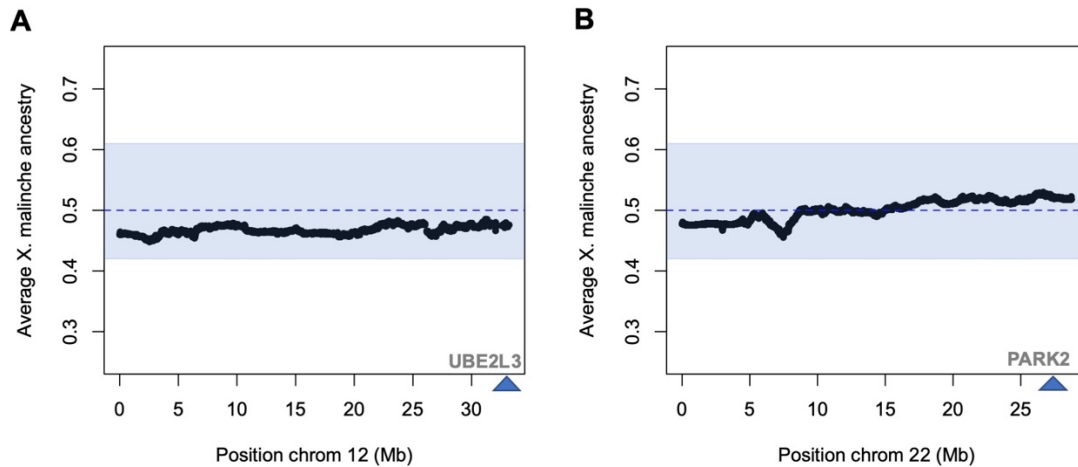 A
Average X. malinche ancestry
0.7
0.6
0.5
0.4
0.3
UBE2L3
0 5 10 15 20 25 30
Position chrom 12 (Mb)
B
Average X. malinche ancestry
0.7
0.6
0.5
0.4
0.3
PARK2
0 5 10 15 20 25
Position chrom 22 (Mb)